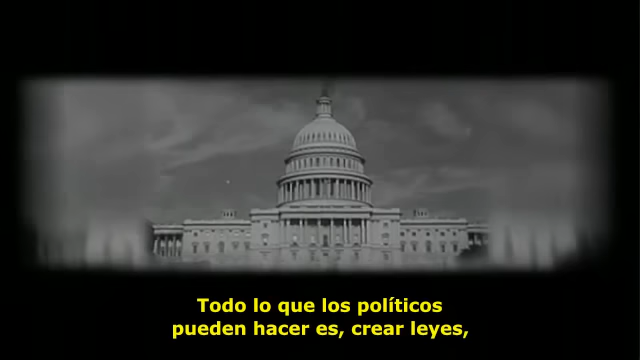 Todo lo que los políticos
pueden hacer es, crear leyes,